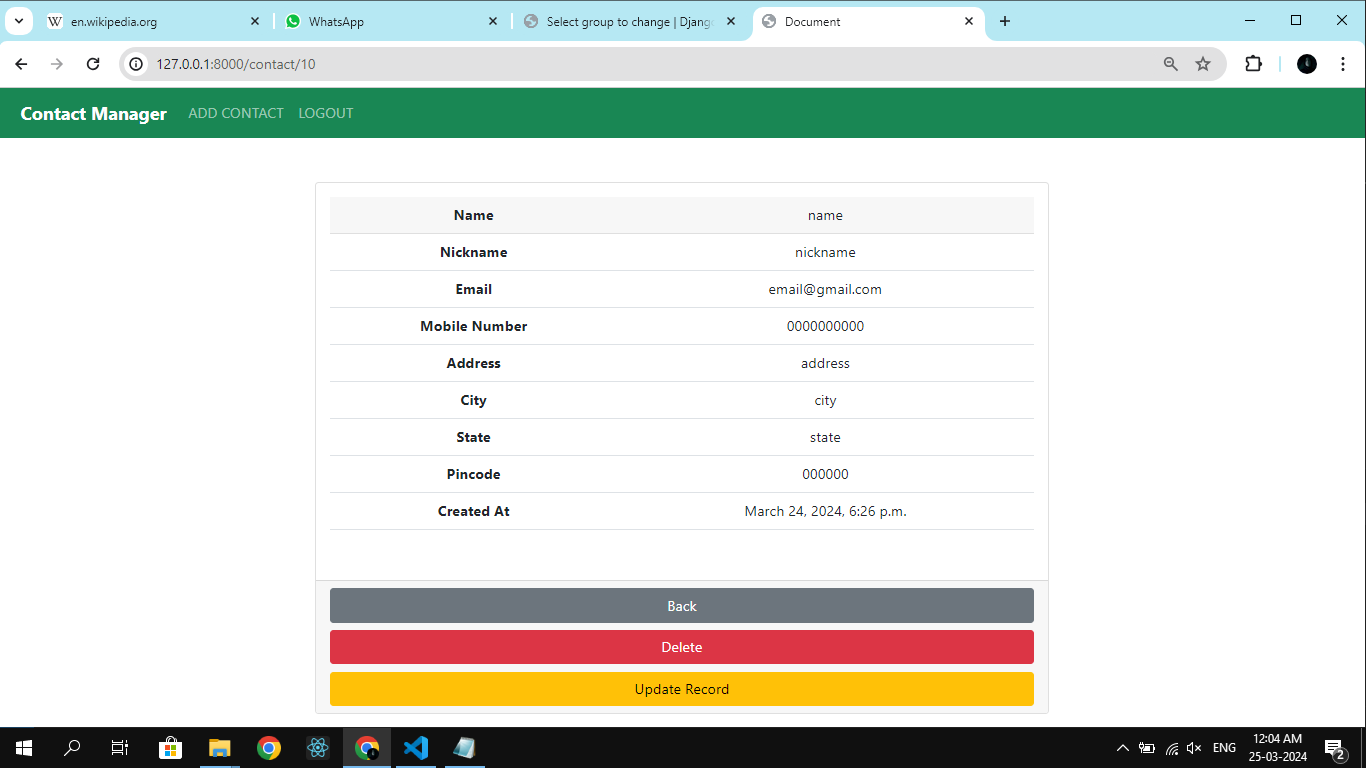 en.wikipedia.org WhatsApp Select group to change | Djang Document
127.0.0.1:8000/contact/10
Contact Manager ADD CONTACT LOGOUT
Name name
Nickname nickname
Email email@gmail.com
Mobile Number 0000000000
Address address
City city
State state
Pincode 000000
Created At March 24, 2024, 6:26 p.m.
Back
Delete
Update Record
ENG 12:04 AM
25-03-2024
2